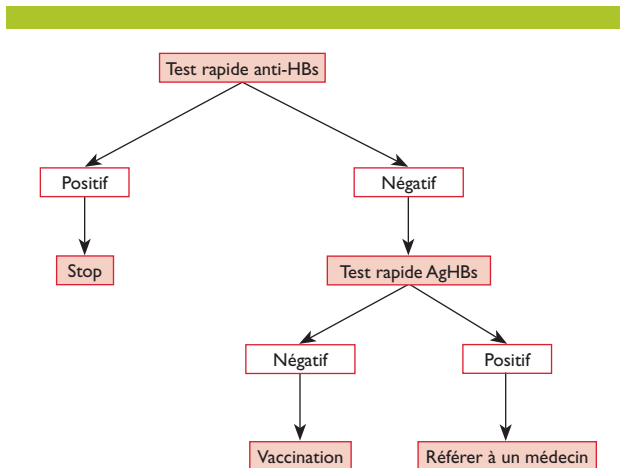 Test rapide anti-HBs
Positif
Négatif
Stop
Test rapide AgHBs
Négatif
Positif
Vaccination
Référer à un médecin